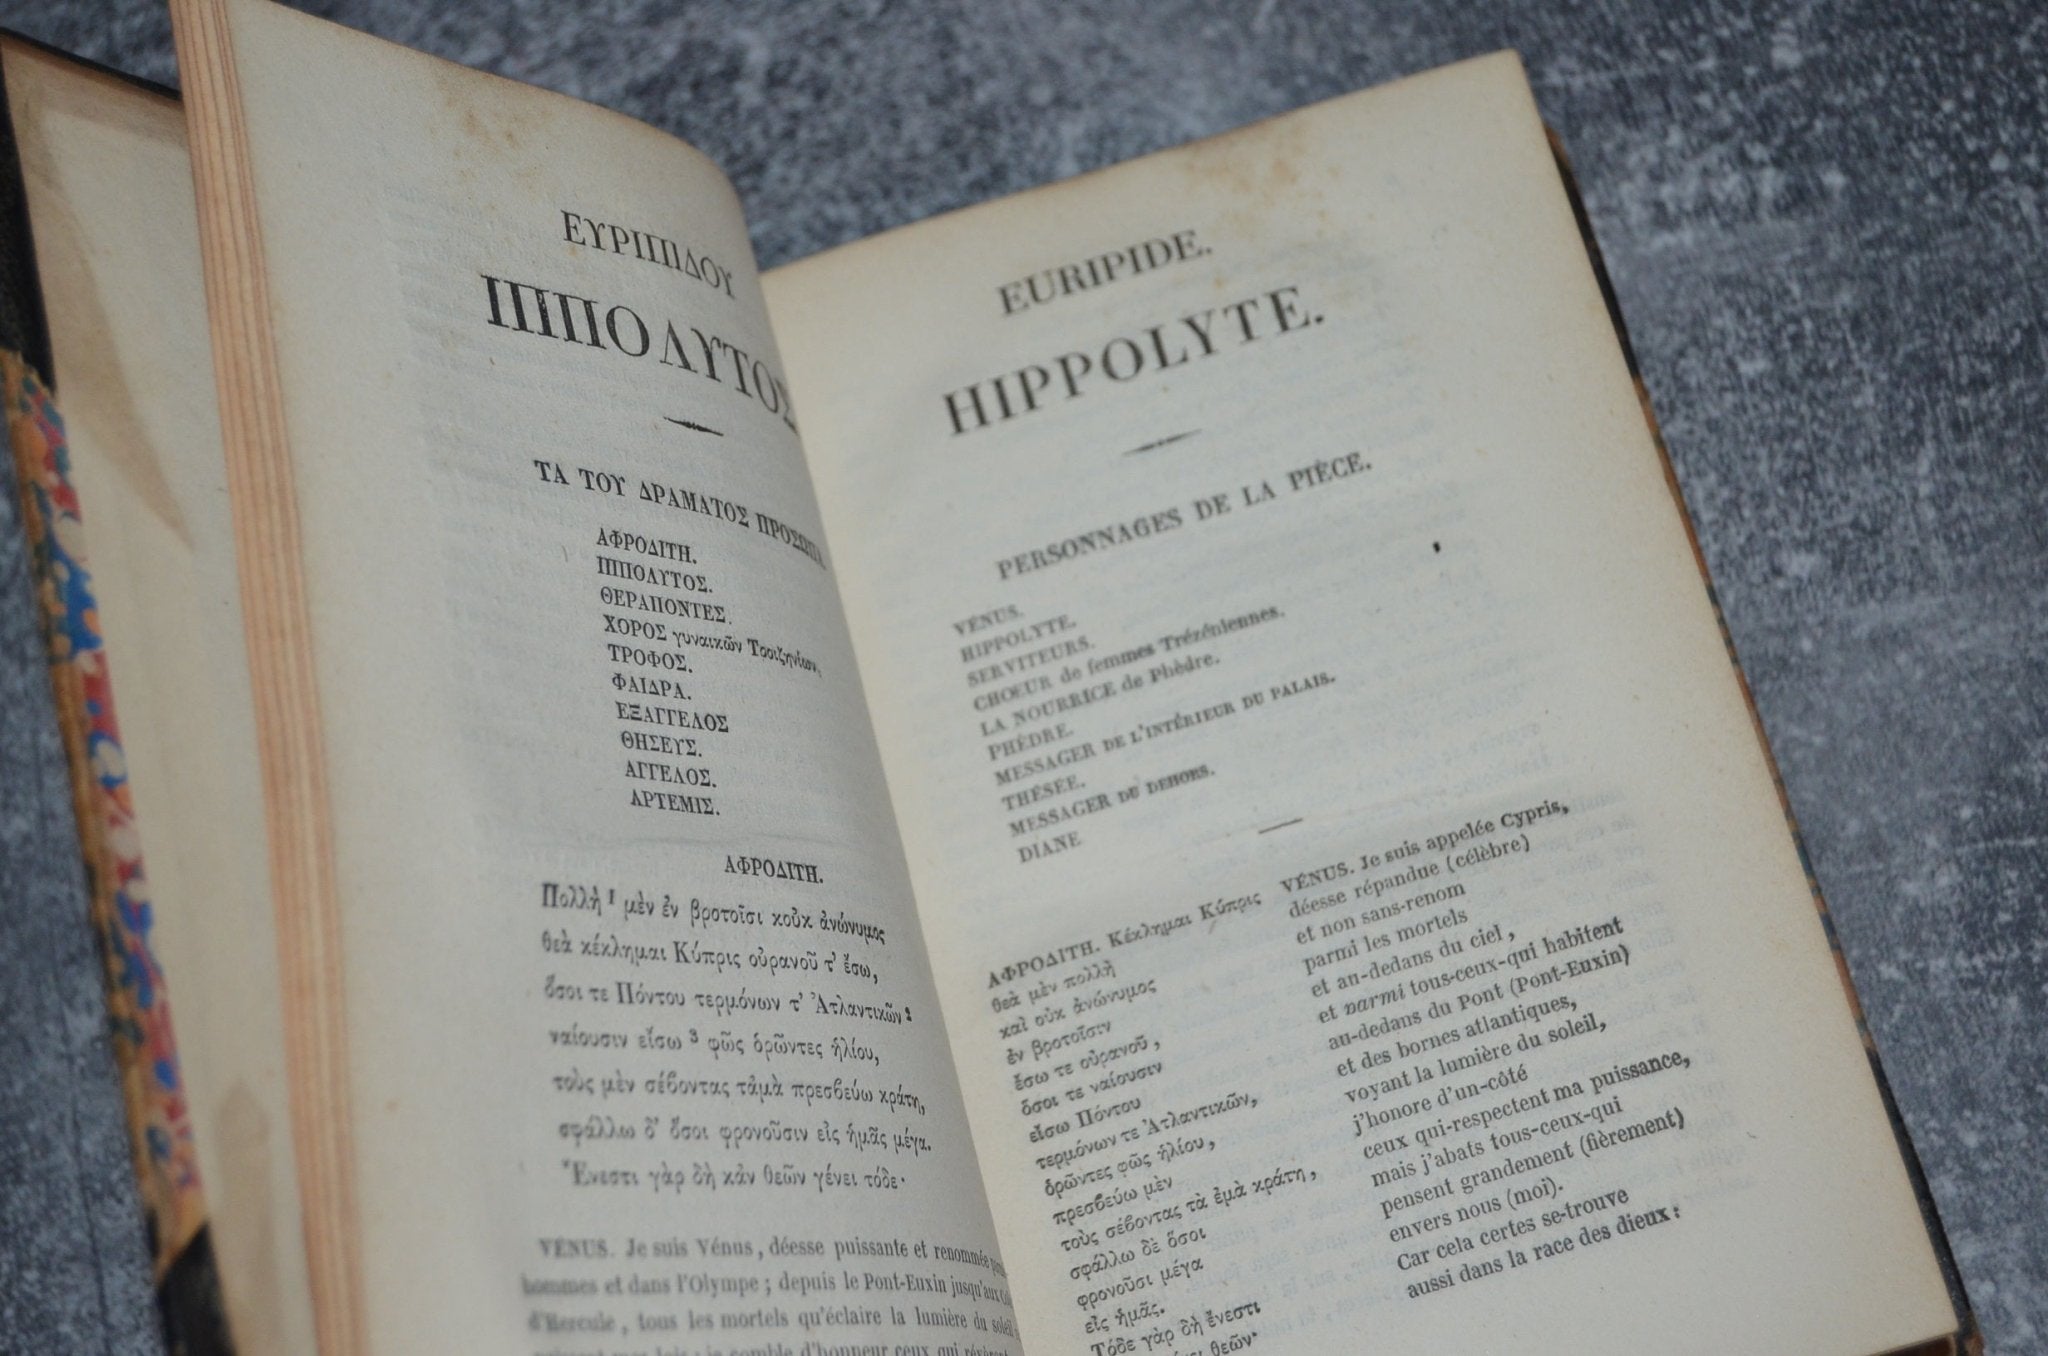 ΕΥΡΙΠΙΔΟΥ
ΙΠΠΟΛΥΤΟΣ
ΤΑ ΤΟΥ ΔΡΑΜΑΤΟΣ ΠΡΟΣΩΠΑ.
ΑΦΡΟΔΙΤΗ.
ΙΠΠΟΛΥΤΟΣ.
ΘΕΡΑΠΟΝΤΕΣ.
ΧΟΡΟΣ γυναικῶν Τροιζηνίων.
ΤΡΟΦΟΣ.
ΦΑΙΔΡΑ.
ΕΞΑΓΓΕΛΟΣ
ΘΗΣΕΥΣ.
ΑΓΓΕΛΟΣ.
ΑΡΤΕΜΙΣ.
ΑΦΡΟΔΙΤΗ.
Πολλὴ 1 μὲν ἐν βροτοῖσι κοὐκ ἀνώνυμος
θεὰ κέκλημαι Κύπρις οὐρανοῦ τ' ἔσω,
ὅσοι τε Πόντου τερμόνων τ' Ἀτλαντικῶν 2
ναίουσιν εἴσω 3 φῶς ὁρῶντες ἡλίου,
τοὺς μὲν σέβοντας τἀμὰ πρεσβεύω κράτη,
σφάλλω δ' ὅσοι φρονοῦσιν εἰς ἡμᾶς μέγα.
Ἔνεστι γὰρ δὴ κἀν θεῶν γένει τόδε·
VÉNUS. Je suis Vénus, déesse puissante et renommée
hommes et dans l'Olympe ; depuis le Pont-Euxin jusqu'aux
d'Hercule, tous les mortels qu'éclaire la lumière du soleil
je comble d'honneur ceux qui
EURIPIDE.
HIPPOLYTE.
PERSONNAGES DE LA PIÈCE.
VÉNUS.
HIPPOLYTE.
SERVITEURS.
CHOEUR de femmes Trézéniennes.
LA NOURRICE de Phèdre.
PHÈDRE.
MESSAGER DE L'INTÉRIEUR DU PALAIS.
THÉSÉE.
MESSAGER DU DEHORS.
DIANE
ΑΦΡΟΔΙΤΗ. Κέκλημαι Κύπρις
θεὰ μὲν πολλὴ
καὶ οὐκ ἀνώνυμος
ἐν βροτοῖσιν
ἔσω τε οὐρανοῦ,
ὅσοι τε ναίουσιν
εἴσω Πόντου
τερμόνων τε Ἀτλαντικῶν,
ὁρῶντες φῶς ἡλίου,
πρεσβεύω μὲν
τοὺς σέβοντας τὰ ἐμὰ κράτη,
σφάλλω δὲ ὅσοι
φρονοῦσι μέγα
εἰς ἡμᾶς.
Τόδε γὰρ δὴ ἔνεστι
θεῶν·
VÉNUS. Je suis appelée Cypris,
déesse répandue (célèbre)
et non sans-renom
parmi les mortels
et au-dedans du ciel,
et parmi tous-ceux-qui habitent
au-dedans du Pont (Pont-Euxin)
et des bornes atlantiques,
voyant la lumière du soleil,
j'honore d'un-côté
ceux qui-respectent ma puissance,
mais j'abats tous-ceux-qui
pensent grandement (fièrement)
envers nous (moi).
Car cela certes se-trouve
aussi dans la race des dieux :